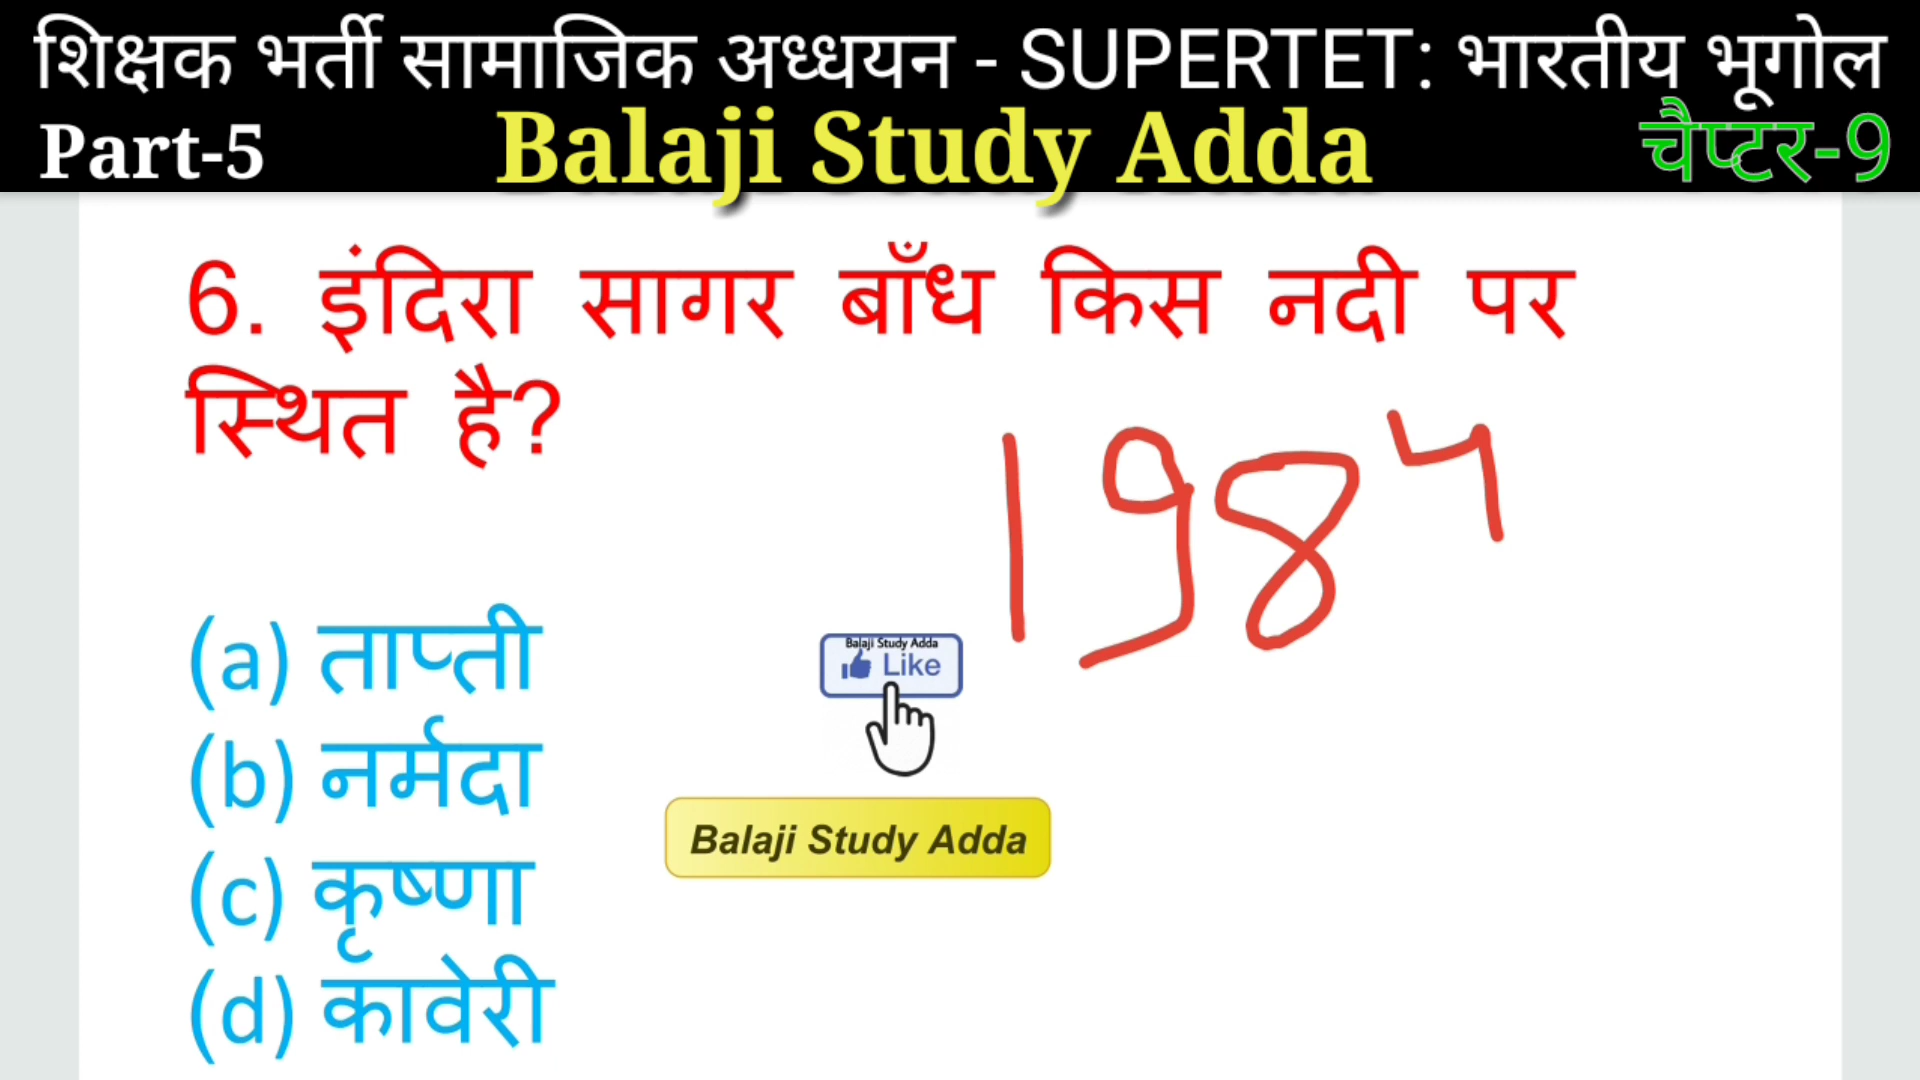 शिक्षक भर्ती सामाजिक अध्धयन - SUPERTET: भारतीय भूगोल
Part-5 Balaji Study Adda चैप्टर-9
6. इंदिरा सागर बाँध किस नदी पर
स्थित है?
1984
(a) ताप्ती
Balaji Study Adda
Like
(b) नर्मदा
Balaji Study Adda
(c) कृष्णा
(d) कावेरी